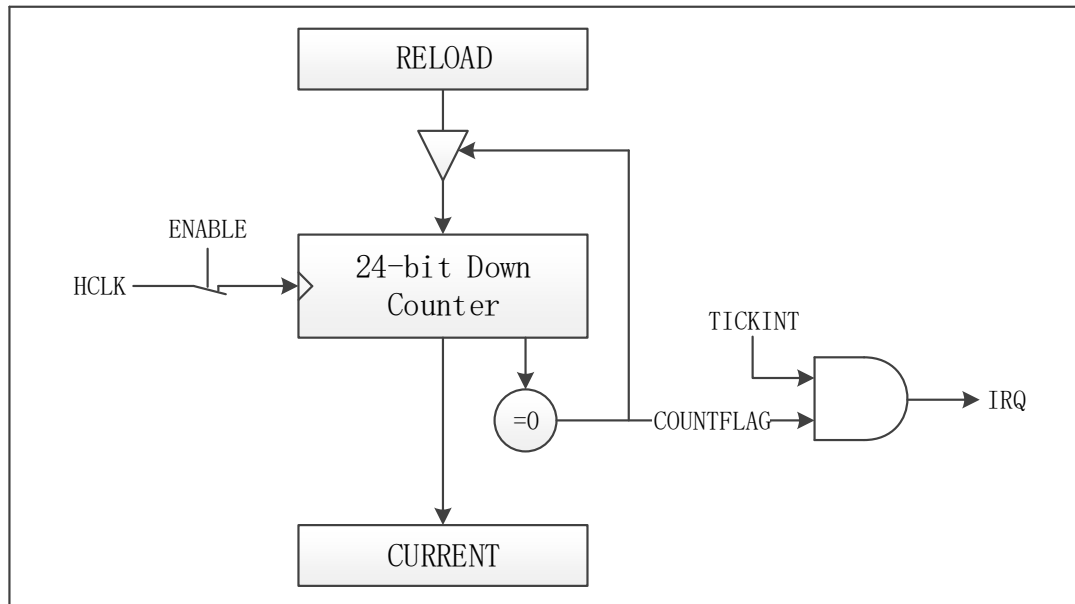 RELOAD
ENABLE
HCLK
24-bit Down
Counter
TICKINT
=0
COUNTFLAG
IRQ
CURRENT